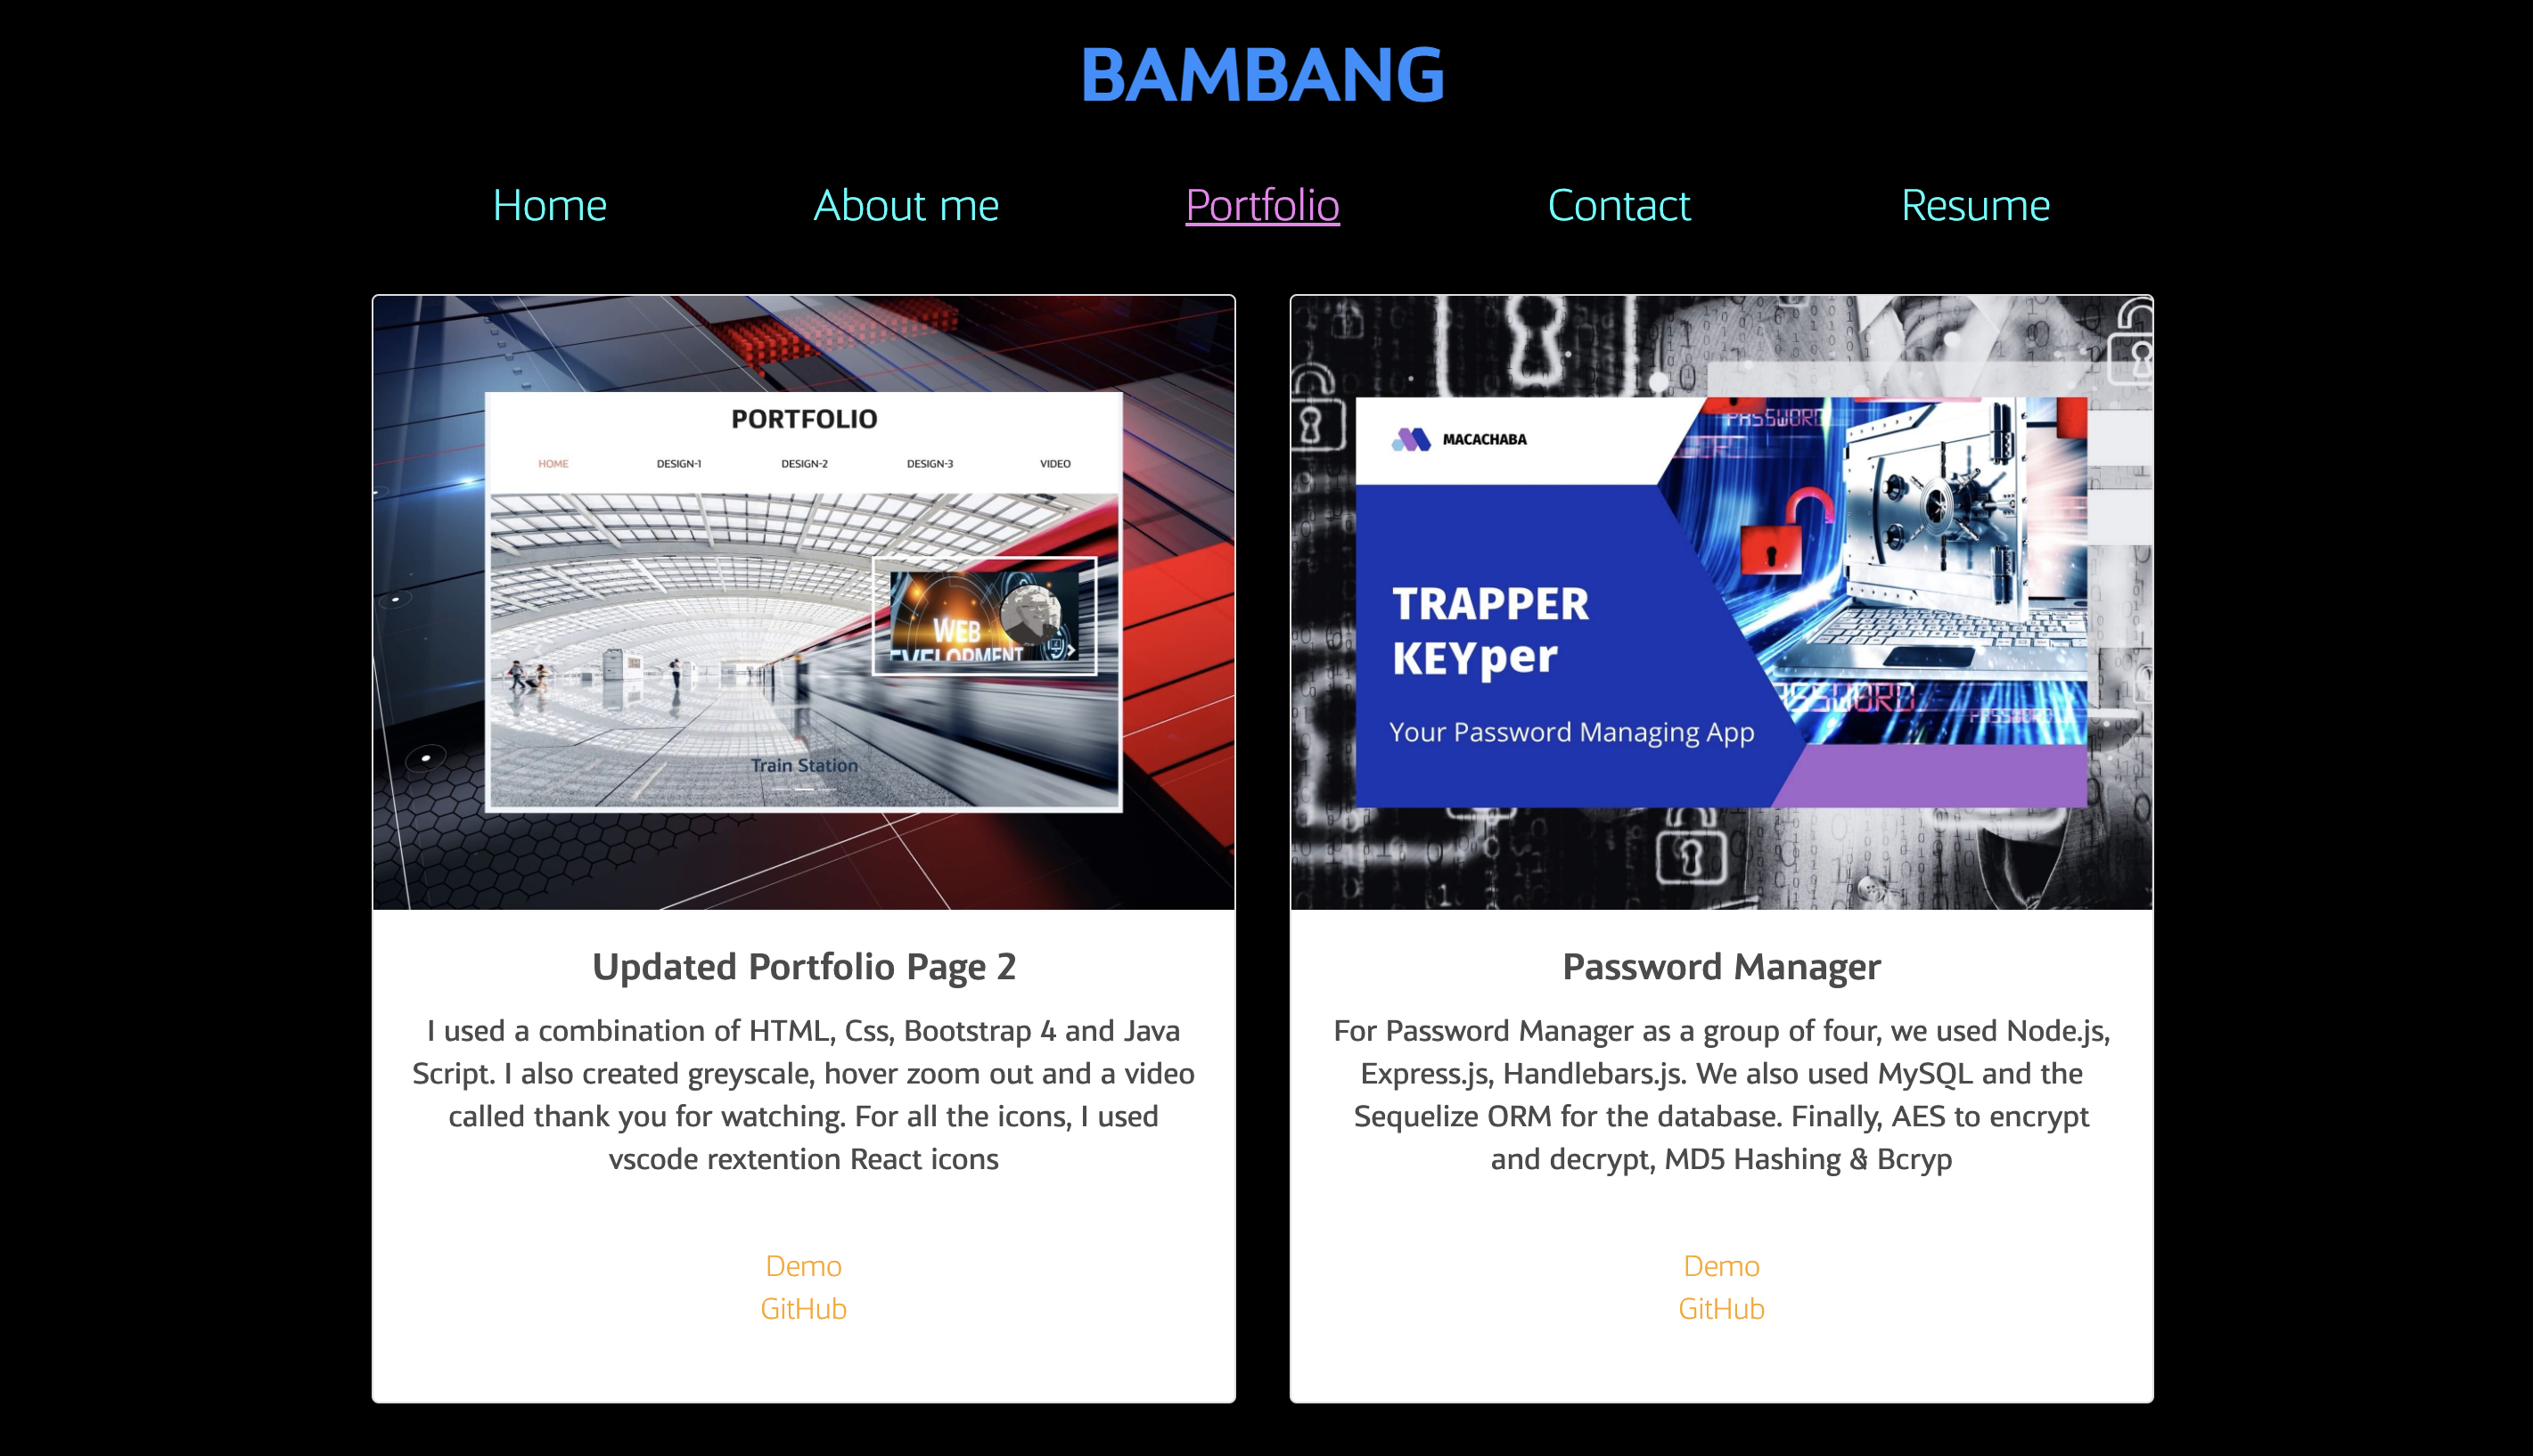 BAMBANG
Home About me Portfolio Contact Resume
PORTFOLIO
HOME DESIGN-1 DESIGN-2 DESIGN-3 VIDEO
WEB
Train Station
Updated Portfolio Page 2
I used a combination of HTML, Css, Bootstrap 4 and Java
Script. I also created greyscale, hover zoom out and a video
called thank you for watching. For all the icons, I used
vscode rextention React icons
Demo
GitHub
MACACHABA
PASSWORD
TRAPPER
KEYper
Your Password Managing App
PASSWORD
Password Manager
For Password Manager as a group of four, we used Node.js,
Express.js, Handlebars.js. We also used MySQL and the
Sequelize ORM for the database. Finally, AES to encrypt
and decrypt, MD5 Hashing & Bcryp
Demo
GitHub